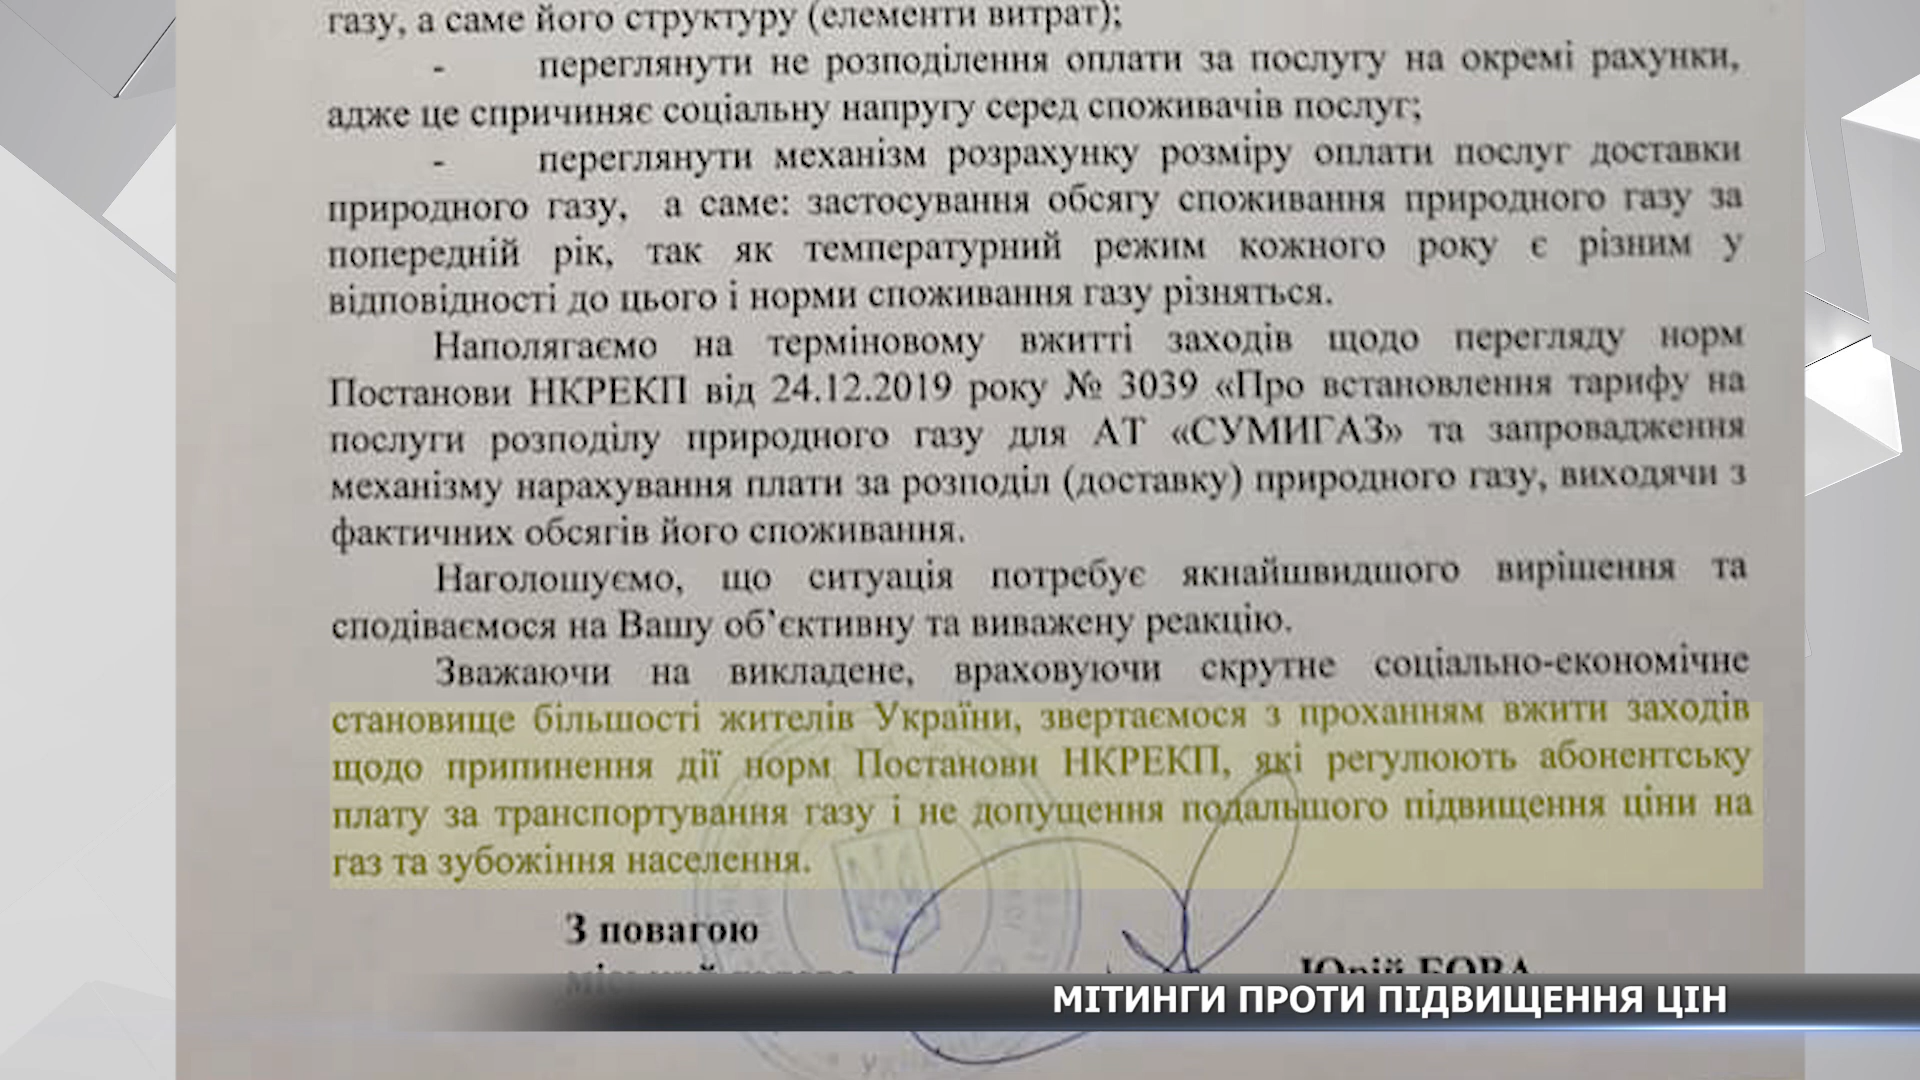 газу, а саме його структуру (елементи витрат);
- переглянути не розподілення оплати за послугу на окремі рахунки,
адже це спричиняє соціальну напругу серед споживачів послуг;
- переглянути механізм розрахунку розміру оплати послуг доставки
природного газу, а саме: застосування обсягу споживання природного газу за
попередній рік, так як температурний режим кожного року є різним у
відповідності до цього і норми споживання газу різняться.
Наполягаємо на терміновому вжитті заходів щодо перегляду норм
Постанови НКРЕКП від 24.12.2019 року № 3039 «Про встановлення тарифу на
послуги розподілу природного газу для АТ «СУМИГАЗ» та запровадження
механізму нарахування плати за розподіл (доставку) природного газу, виходячи з
фактичних обсягів його споживання.
Наголошуємо, що ситуація потребує якнайшвидшого вирішення та
сподіваємося на Вашу об’єктивну та виважену реакцію.
Зважаючи на викладене, враховуючи скрутне соціально-економічне
становище більшості жителів України, звертаємося з проханням вжити заходів
щодо припинення дії норм Постанови НКРЕКП, які регулюють абонентську
плату за транспортування газу і не допущення подальшого підвищення ціни на
газ та зубожіння населення.
З повагою
Юрій БОВА
МІТИНГИ ПРОТИ ПІДВИЩЕННЯ ЦІН